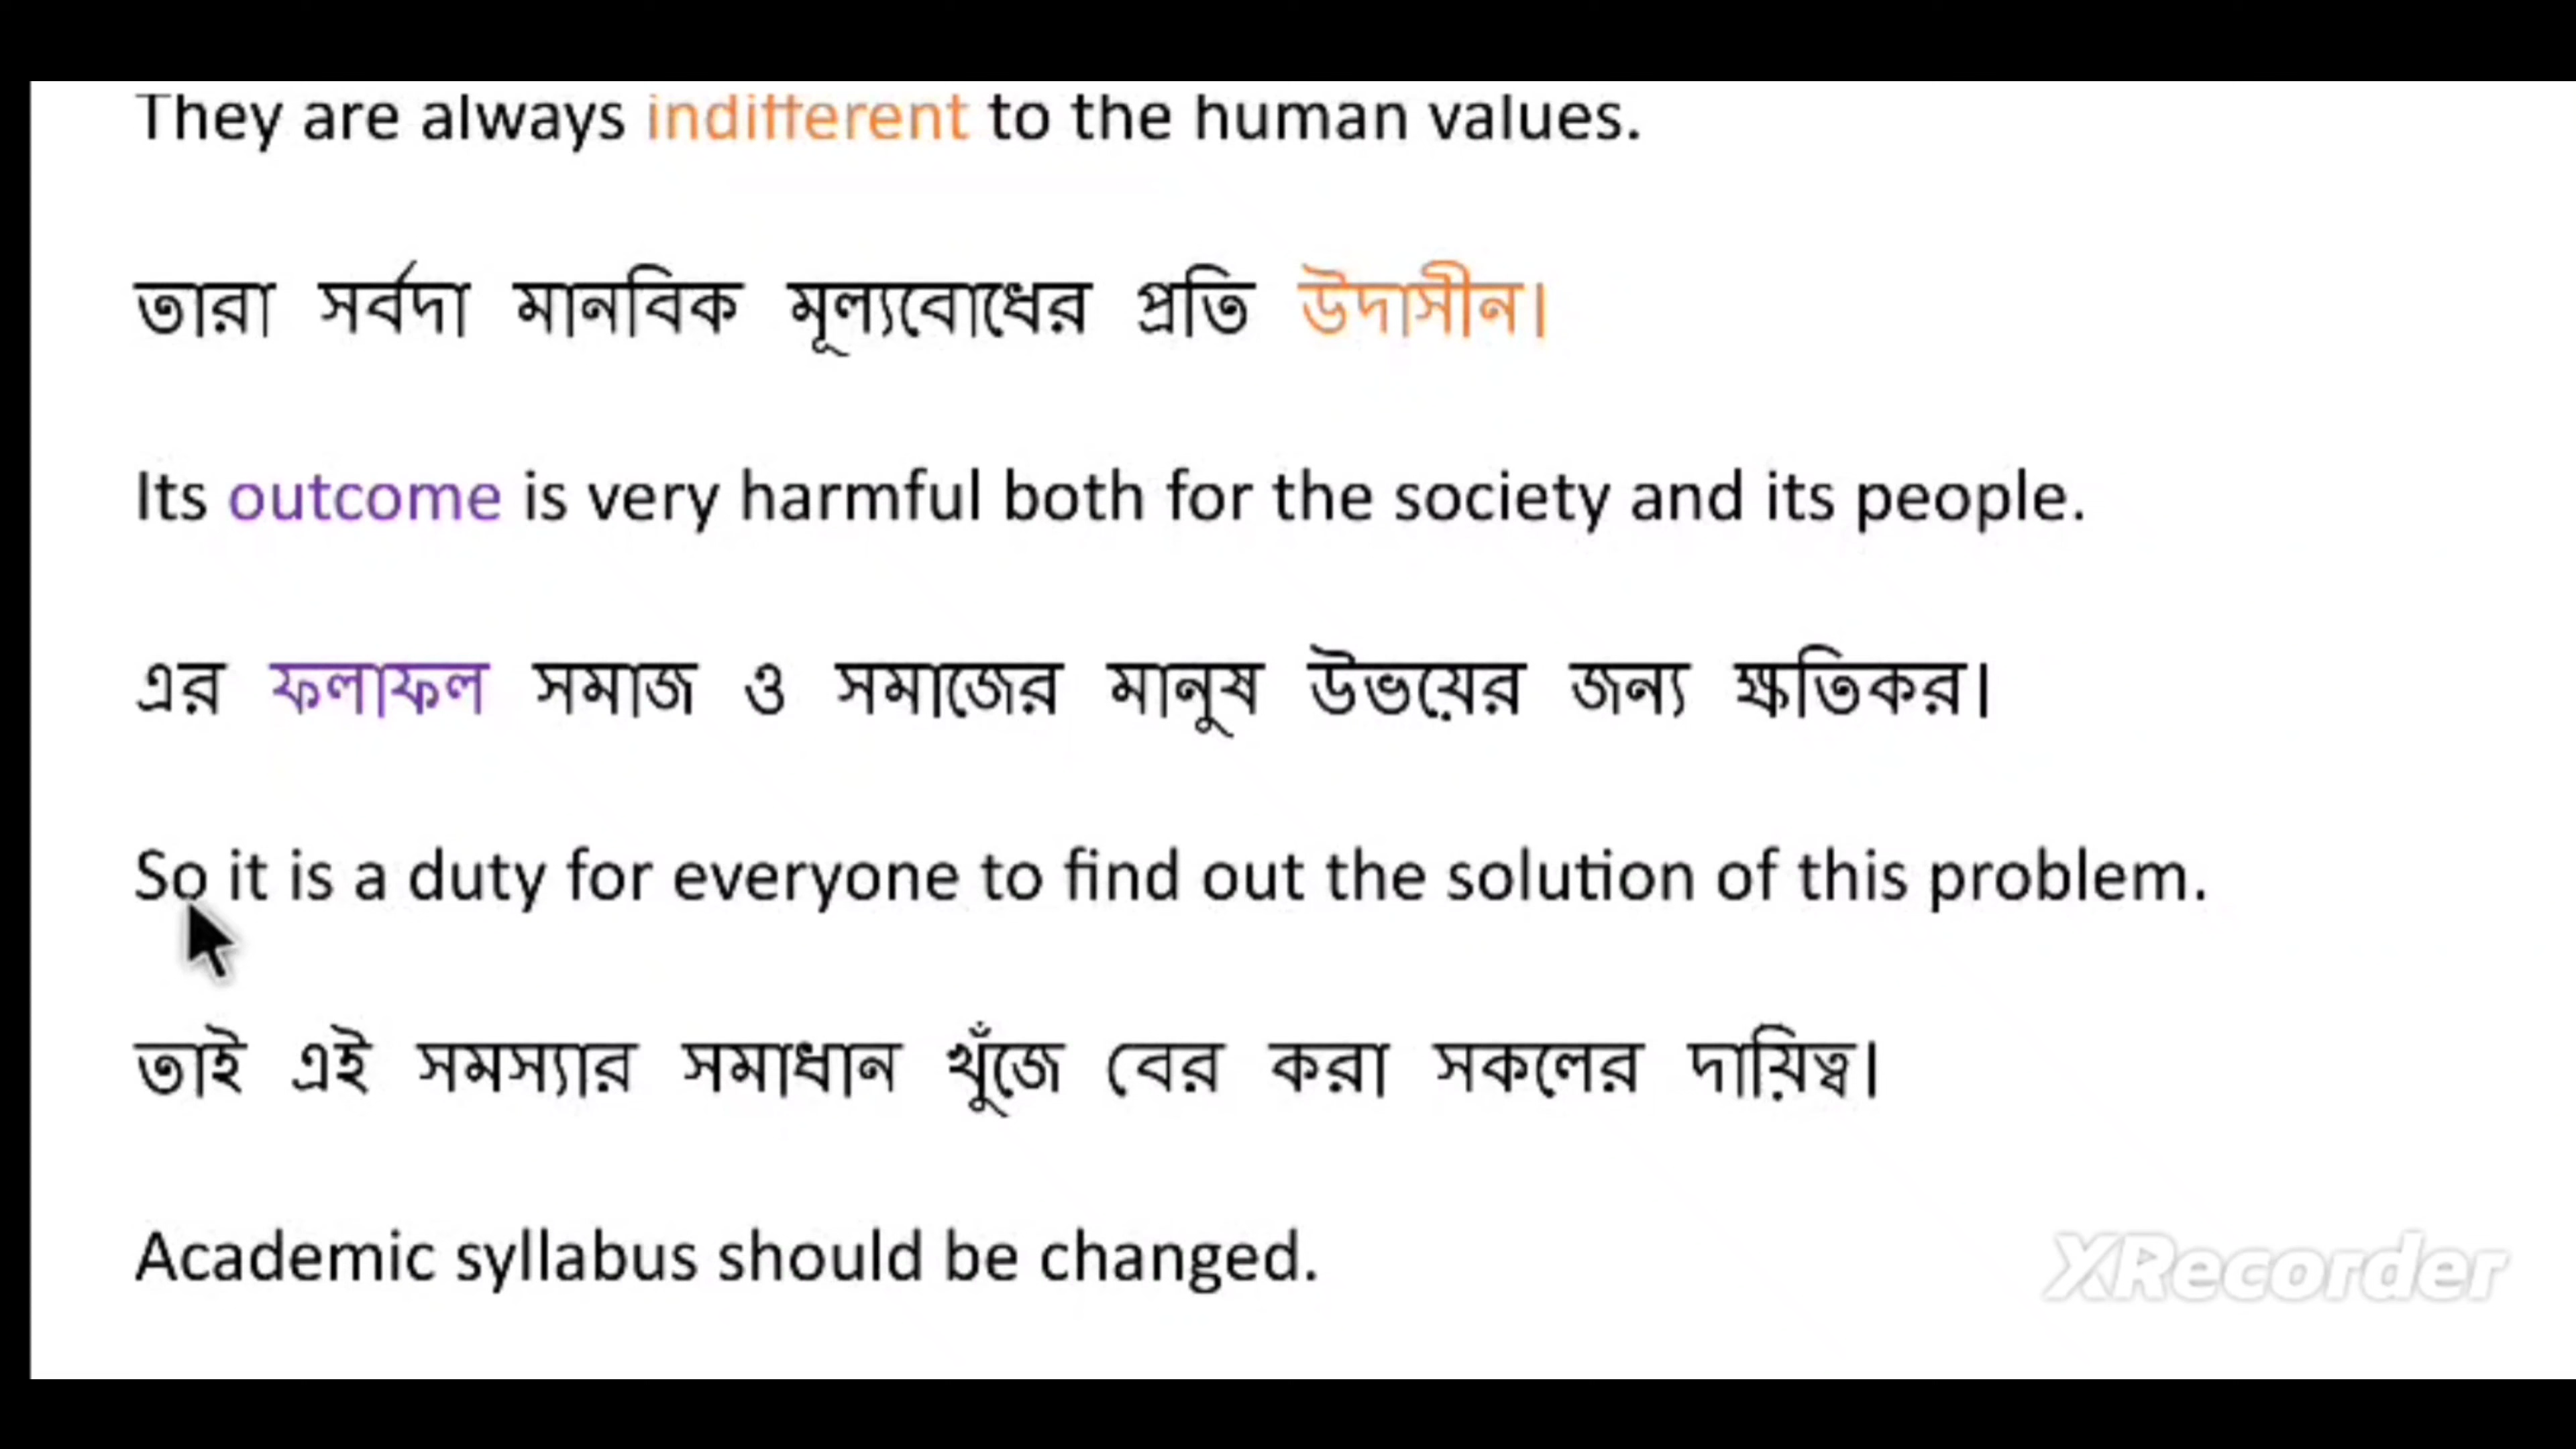 They are always indifferent to the human values.
তারা সর্বদা মানবিক মূল্যবোধের প্রতি উদাসীন।
Its outcome is very harmful both for the society and its people.
এর ফলাফল সমাজ ও সমাজের মানুষ উভয়ের জন্য ক্ষতিকর।
So it is a duty for everyone to find out the solution of this problem.
তাই এই সমস্যার সমাধান খুঁজে বের করা সকলের দায়িত্ব।
Academic syllabus should be changed.
XRecorder